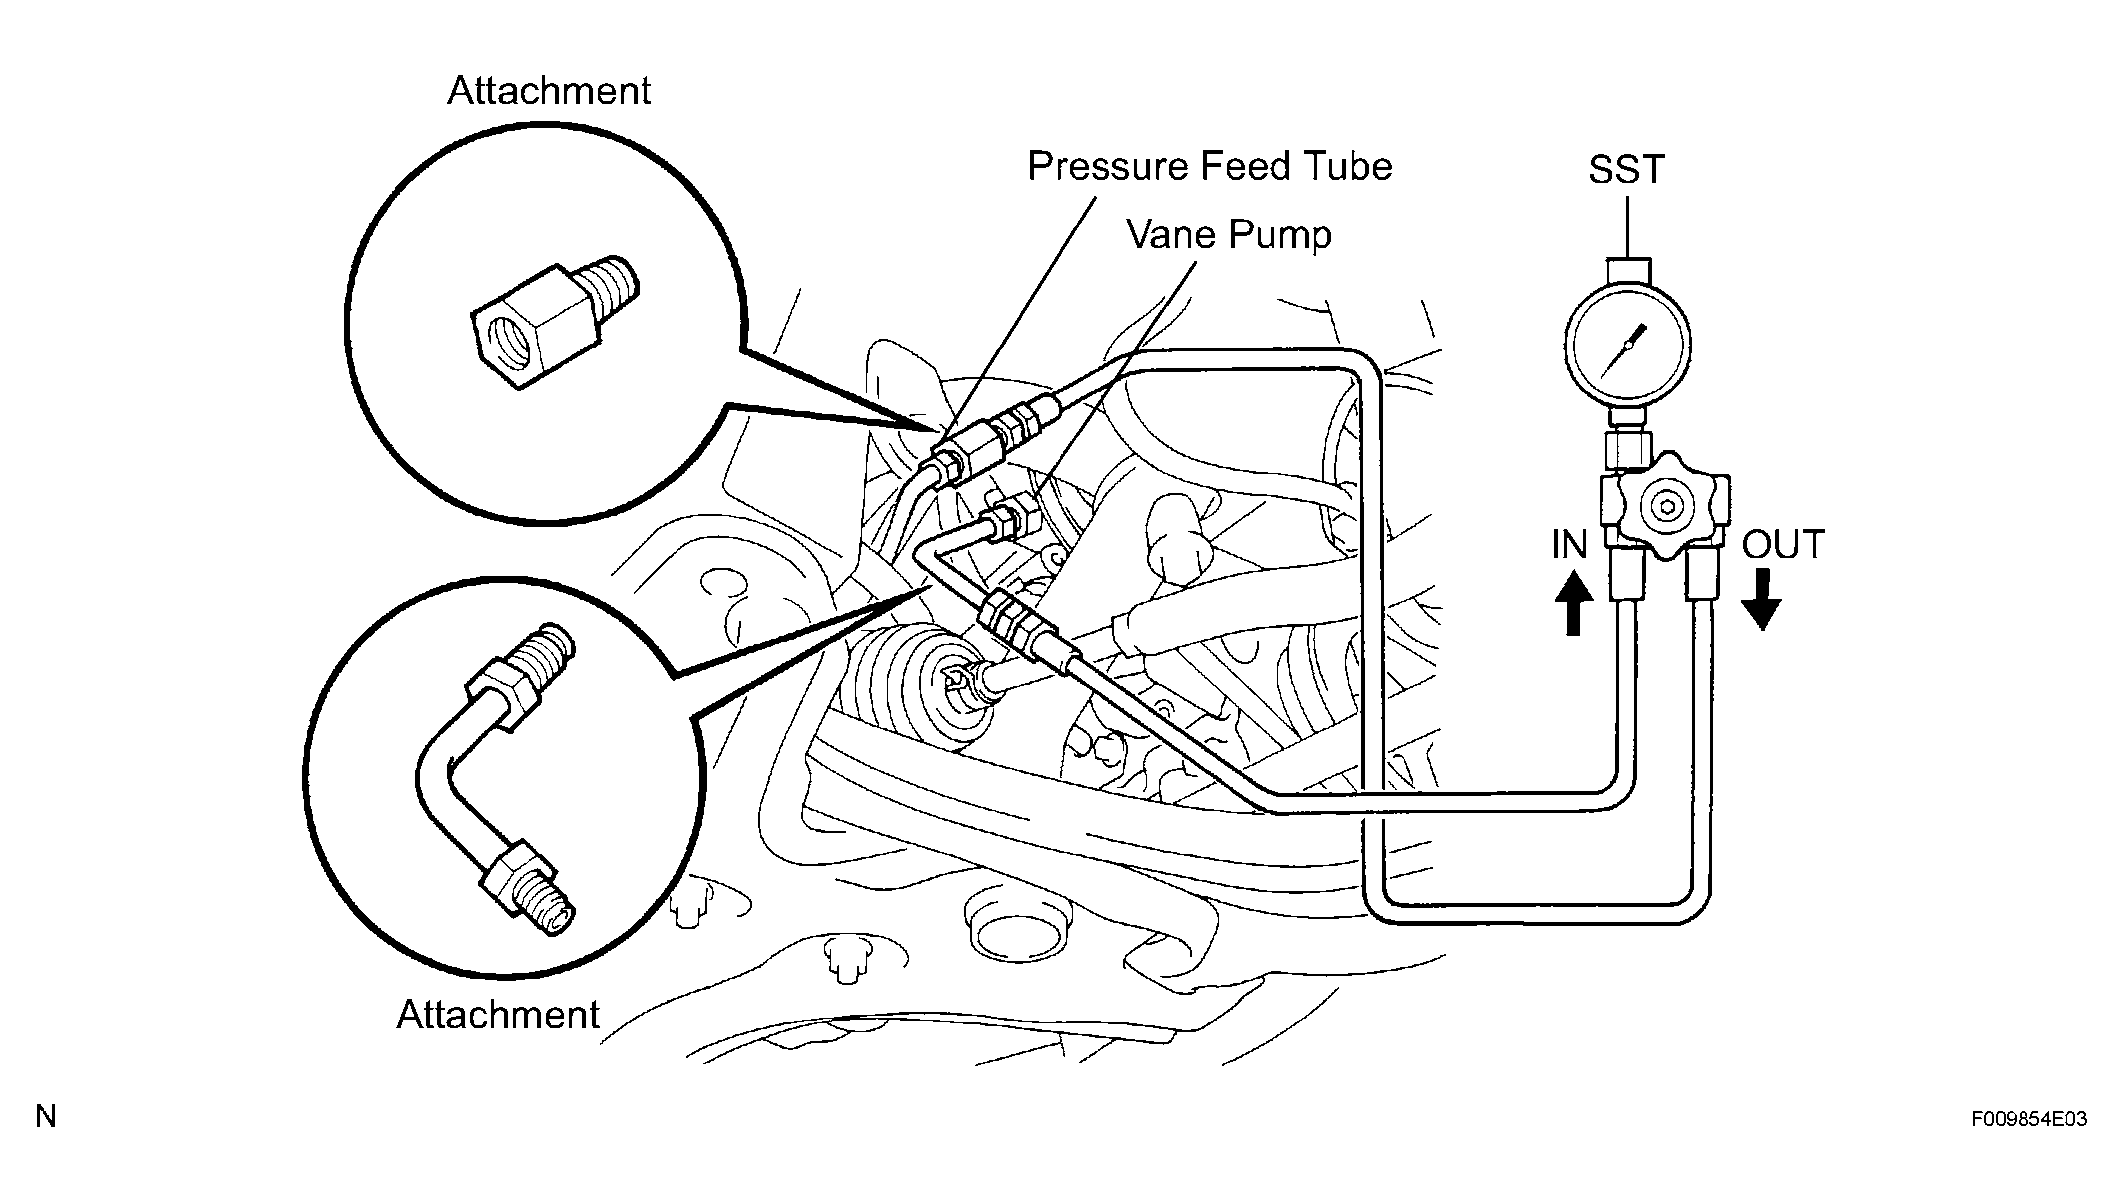 Attachment
Pressure Feed Tube
SST
Vane Pump
IN
OUT
Attachment
N
F009854E03